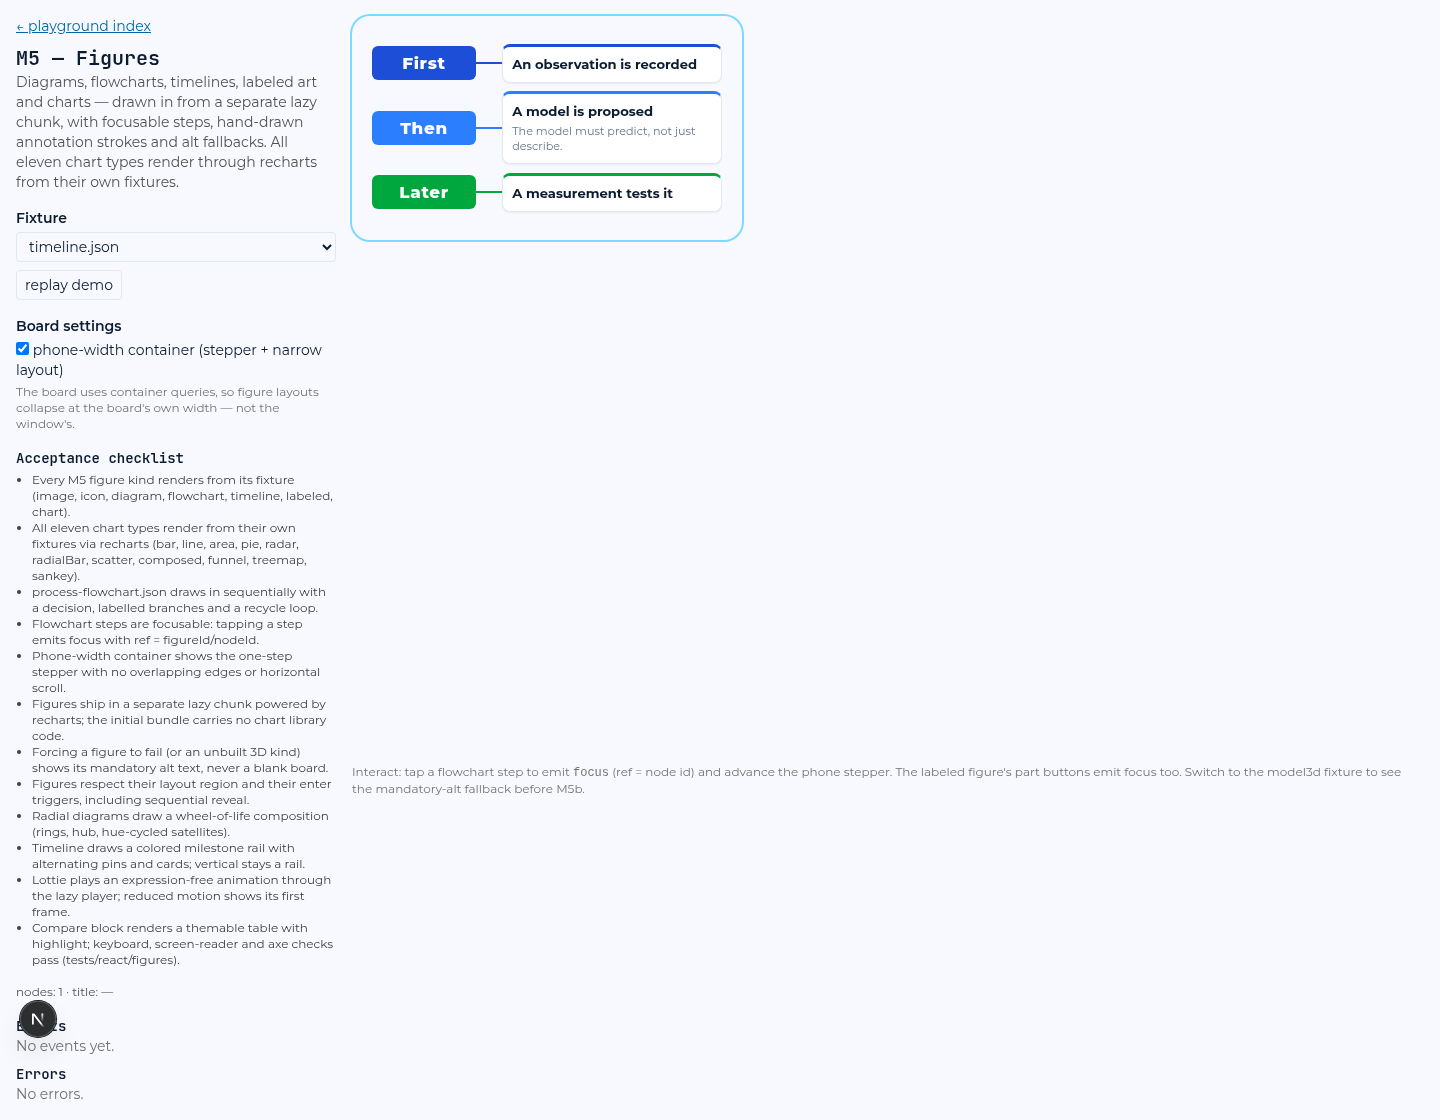 ← playground index
M5 — Figures
Diagrams, flowcharts, timelines, labeled art
and charts — drawn in from a separate lazy
chunk, with focusable steps, hand-drawn
annotation strokes and alt fallbacks. All
eleven chart types render through recharts
from their own fixtures.
Fixture
timeline.json
replay demo
Board settings
phone-width container (stepper + narrow
layout)
The board uses container queries, so figure layouts
collapse at the board's own width — not the
window's.
Acceptance checklist
• Every M5 figure kind renders from its fixture
(image, icon, diagram, flowchart, timeline, labeled,
chart).
• All eleven chart types render from their own
fixtures via recharts (bar, line, area, pie, radar,
radialBar, scatter, composed, funnel, treemap,
sankey).
• process-flowchart.json draws in sequentially with
a decision, labelled branches and a recycle loop.
• Flowchart steps are focusable: tapping a step
emits focus with ref = figureId/nodeId.
• Phone-width container shows the one-step
stepper with no overlapping edges or horizontal
scroll.
• Figures ship in a separate lazy chunk powered by
recharts; the initial bundle carries no chart library
code.
• Forcing a figure to fail (or an unbuilt 3D kind)
shows its mandatory alt text, never a blank board.
• Figures respect their layout region and their enter
triggers, including sequential reveal.
• Radial diagrams draw a wheel-of-life composition
(rings, hub, hue-cycled satellites).
• Timeline draws a colored milestone rail with
alternating pins and cards; vertical stays a rail.
• Lottie plays an expression-free animation through
the lazy player; reduced motion shows its first
frame.
• Compare block renders a themable table with
highlight; keyboard, screen-reader and axe checks
pass (tests/react/figures).
nodes: 1 · title: —
N
No events yet.
Errors
No errors.
First
An observation is recorded
Then
A model is proposed
The model must predict, not just
describe.
Later
A measurement tests it
Interact: tap a flowchart step to emit focus (ref = node id) and advance the phone stepper. The labeled figure's part buttons emit focus too. Switch to the model3d fixture to see
the mandatory-alt fallback before M5b.